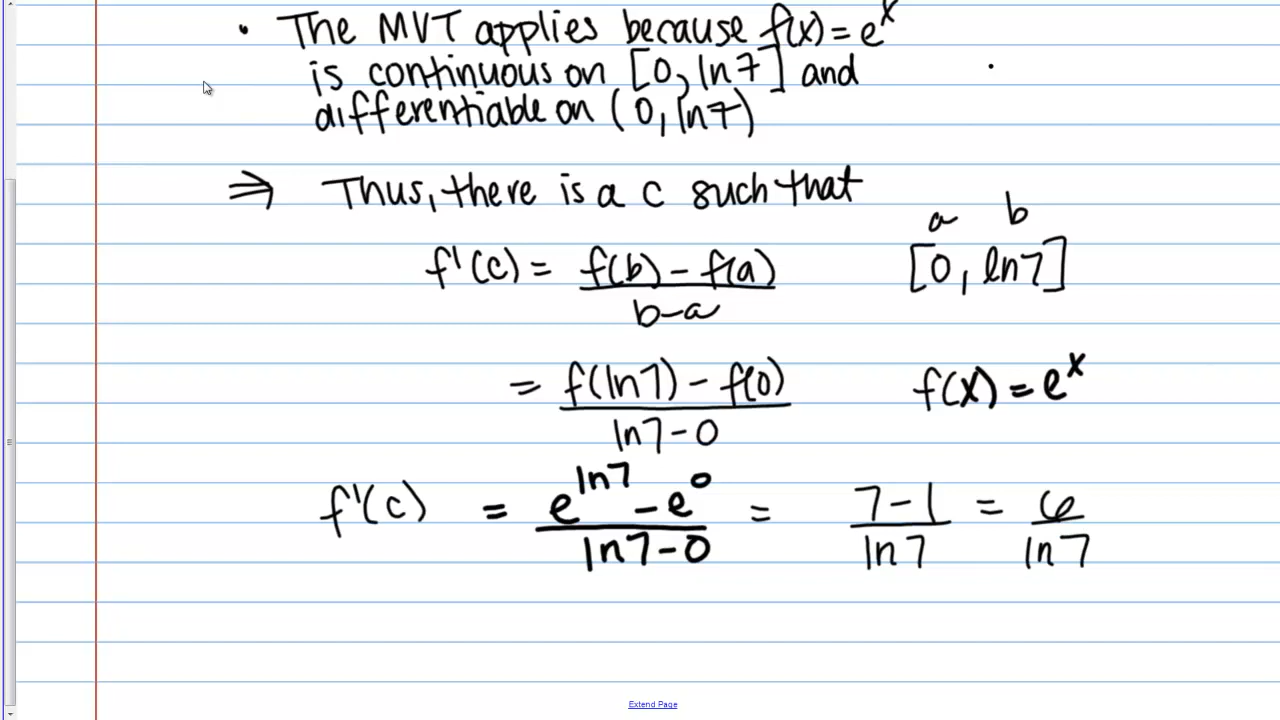 • The MVT applies because f(x) = e^x
is continuous on [0, ln7] and
differentiable on (0, ln7)
⇒ Thus, there is a c such that
a b
f'(c) = f(b) - f(a) / b-a [0, ln7]
= f(ln7) - f(0) / ln7 - 0 f(x) = e^x
f'(c) = e^ln7 - e^0 / ln7 - 0 = 7 - 1 / ln7 = 6 / ln7
Extend Page